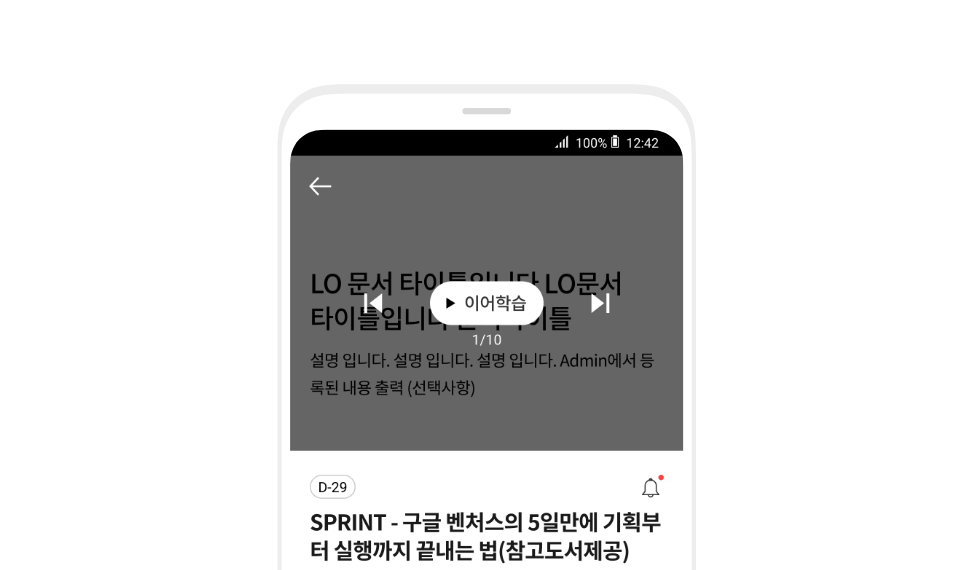 100% 12:42
LO 문서 타이틀입니다 LO문서
이어학습
타이틀입니다
이틀
1/10
설명 입니다. 설명 입니다. 설명 입니다. Admin에서 등
록된 내용 출력 (선택사항)
D-29
SPRINT - 구글 벤처스의 5일만에 기획부
터 실행까지 끝내는 법(참고도서제공)